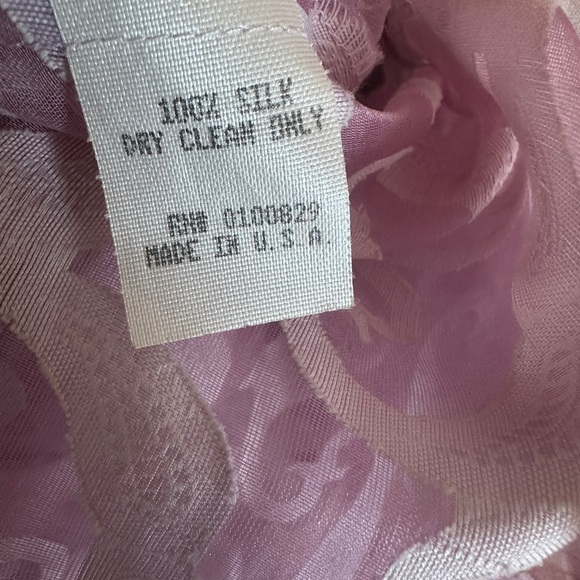 100% SILK
DRY CLEAN ONLY
RN# 0100829
MADE IN U.S.A.